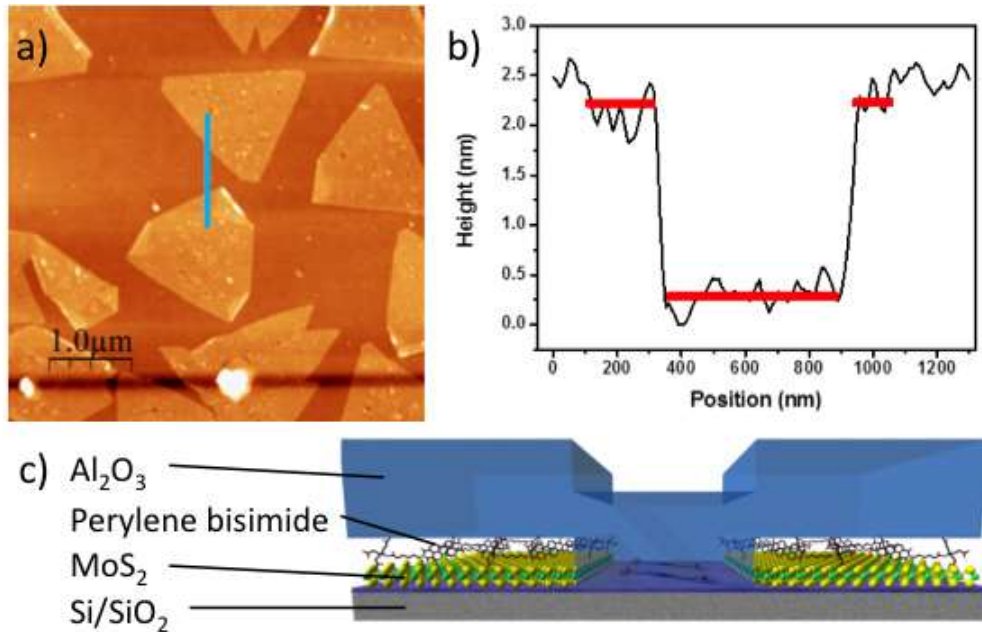 a)
1.0µm
b)
Height (nm)
3.0
2.5
2.0
1.5
1.0
0.5
0.0
0 200 400 600 800 1000 1200
Position (nm)
c)
Al₂O₃
Perylene bisimide
MoS₂
Si/SiO₂